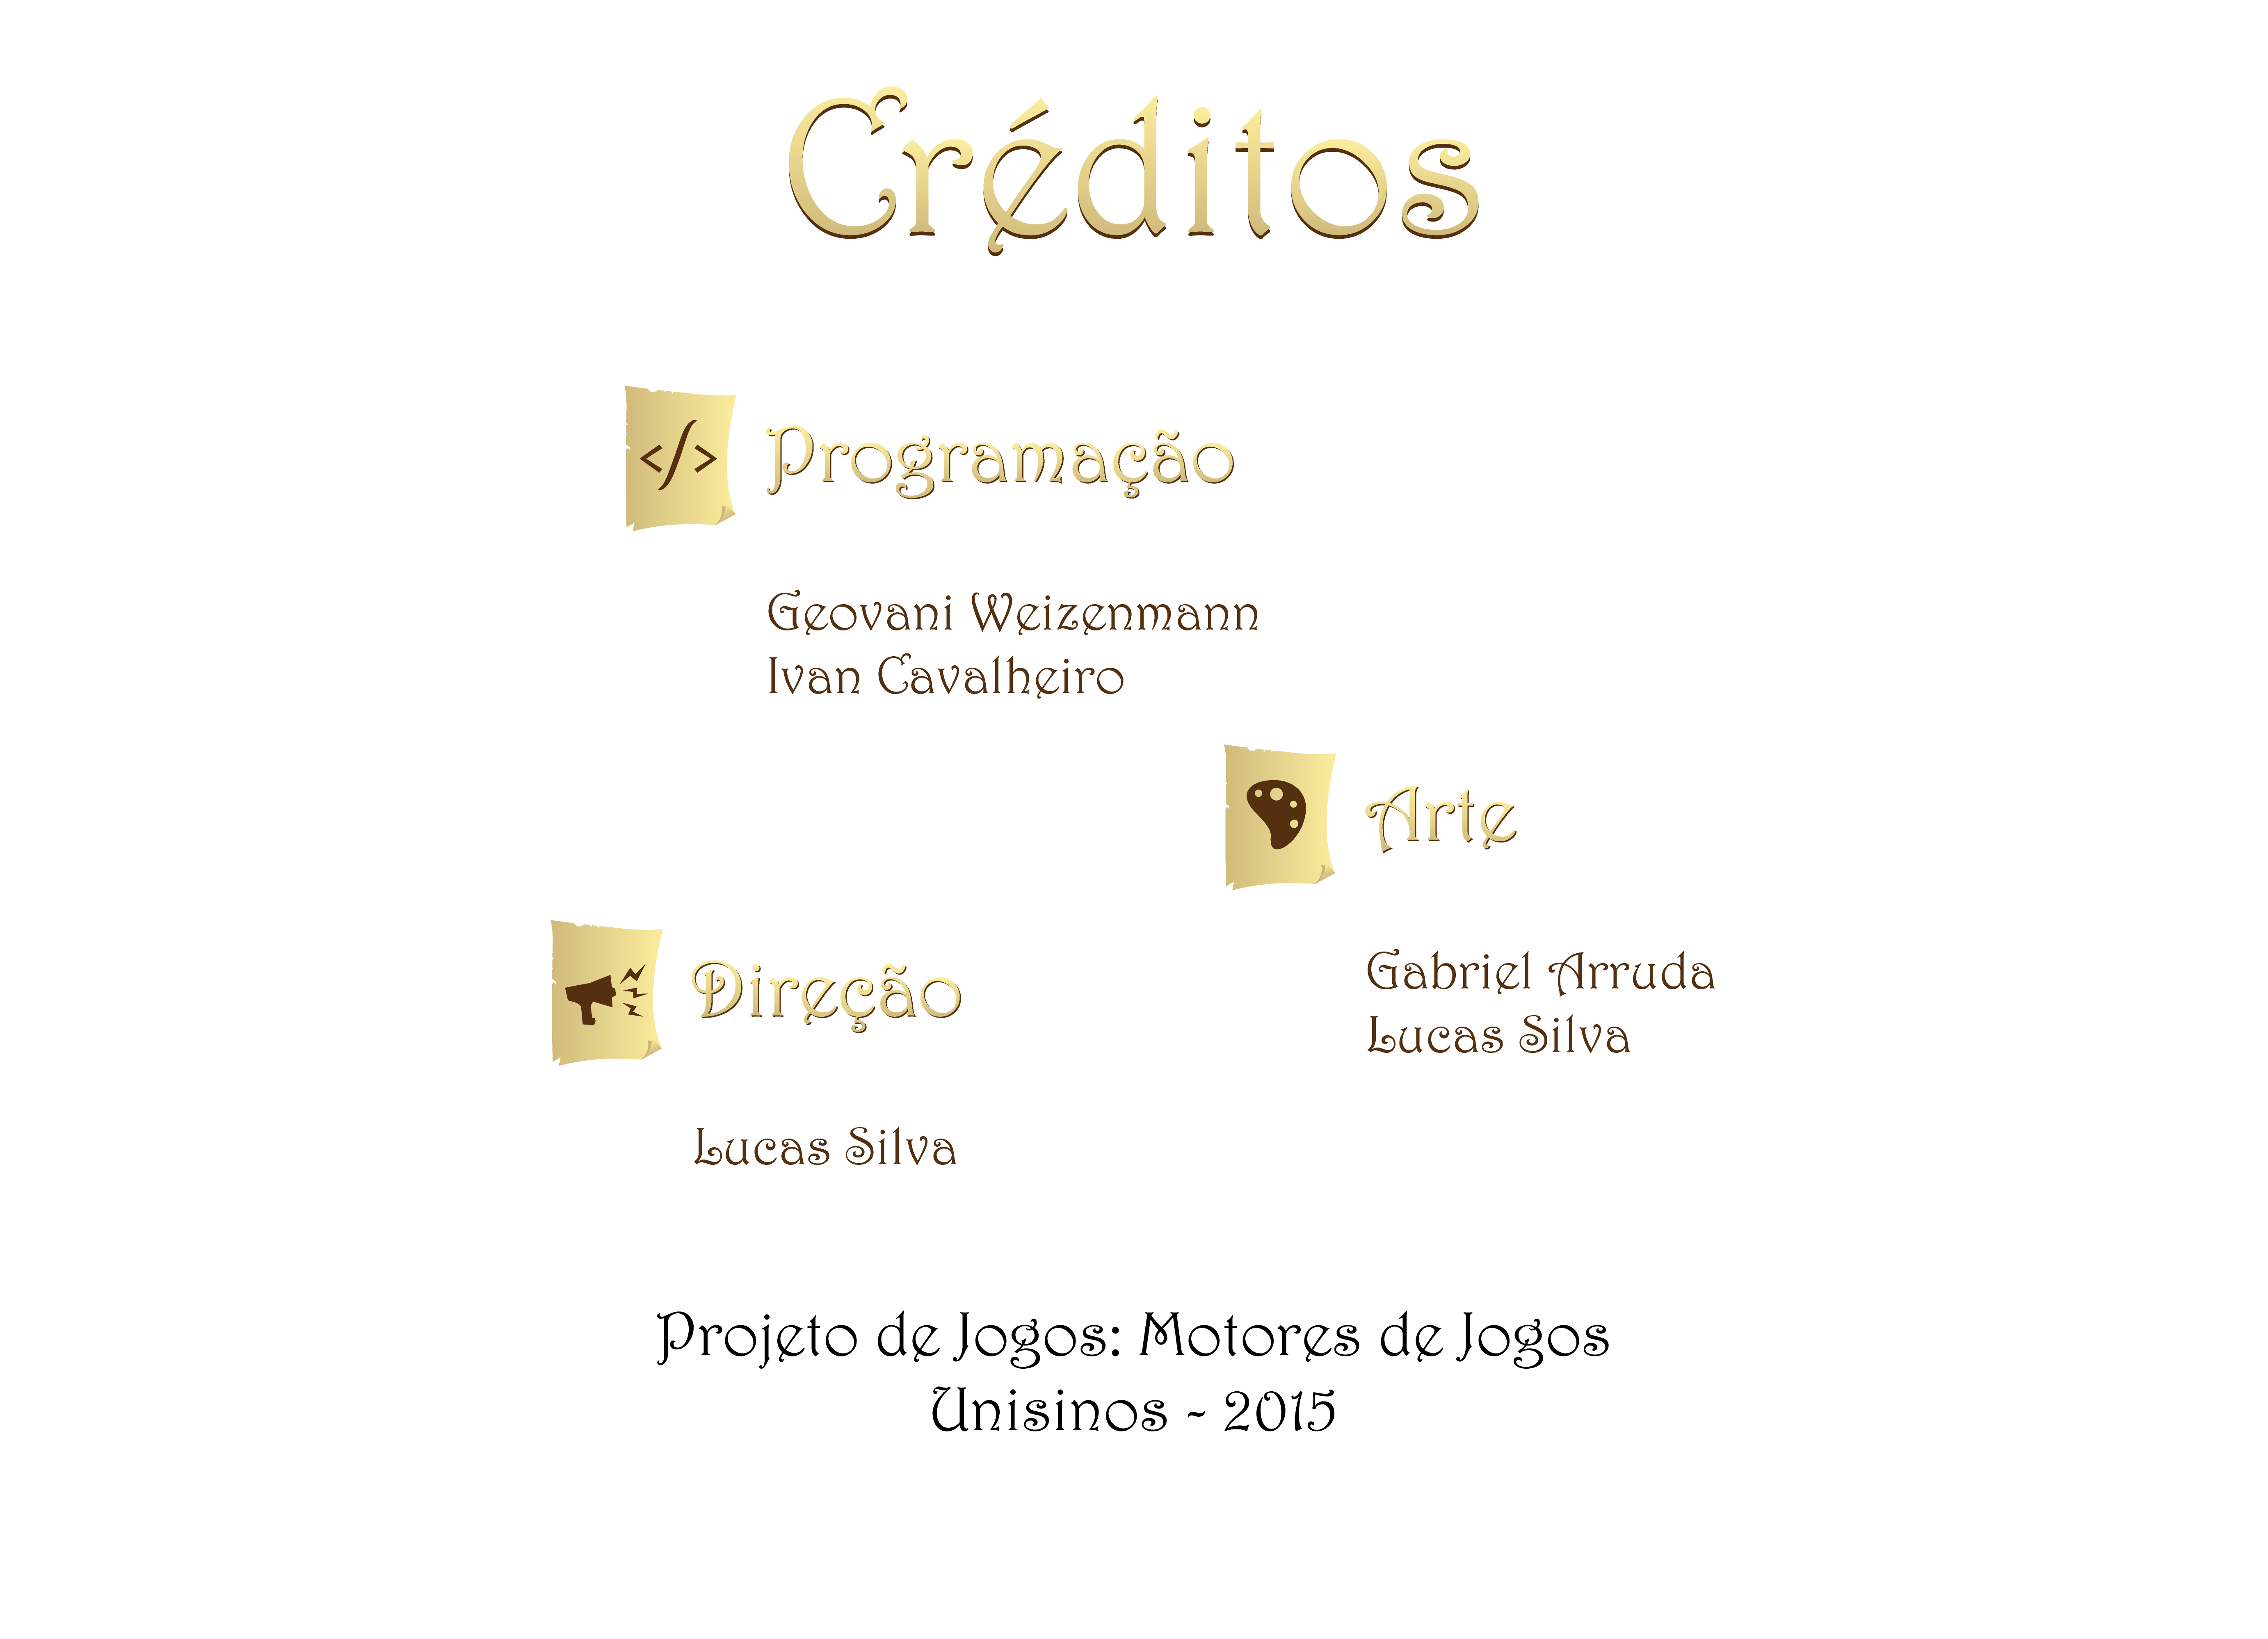 Créditos
</>
Programação
Geovani Weizenmann
Ivan Cavalheiro
Arte
Gabriel Arruda
Lucas Silva
Direção
Lucas Silva
Projeto de Jogos: Motores de Jogos
Unisinos - 2015